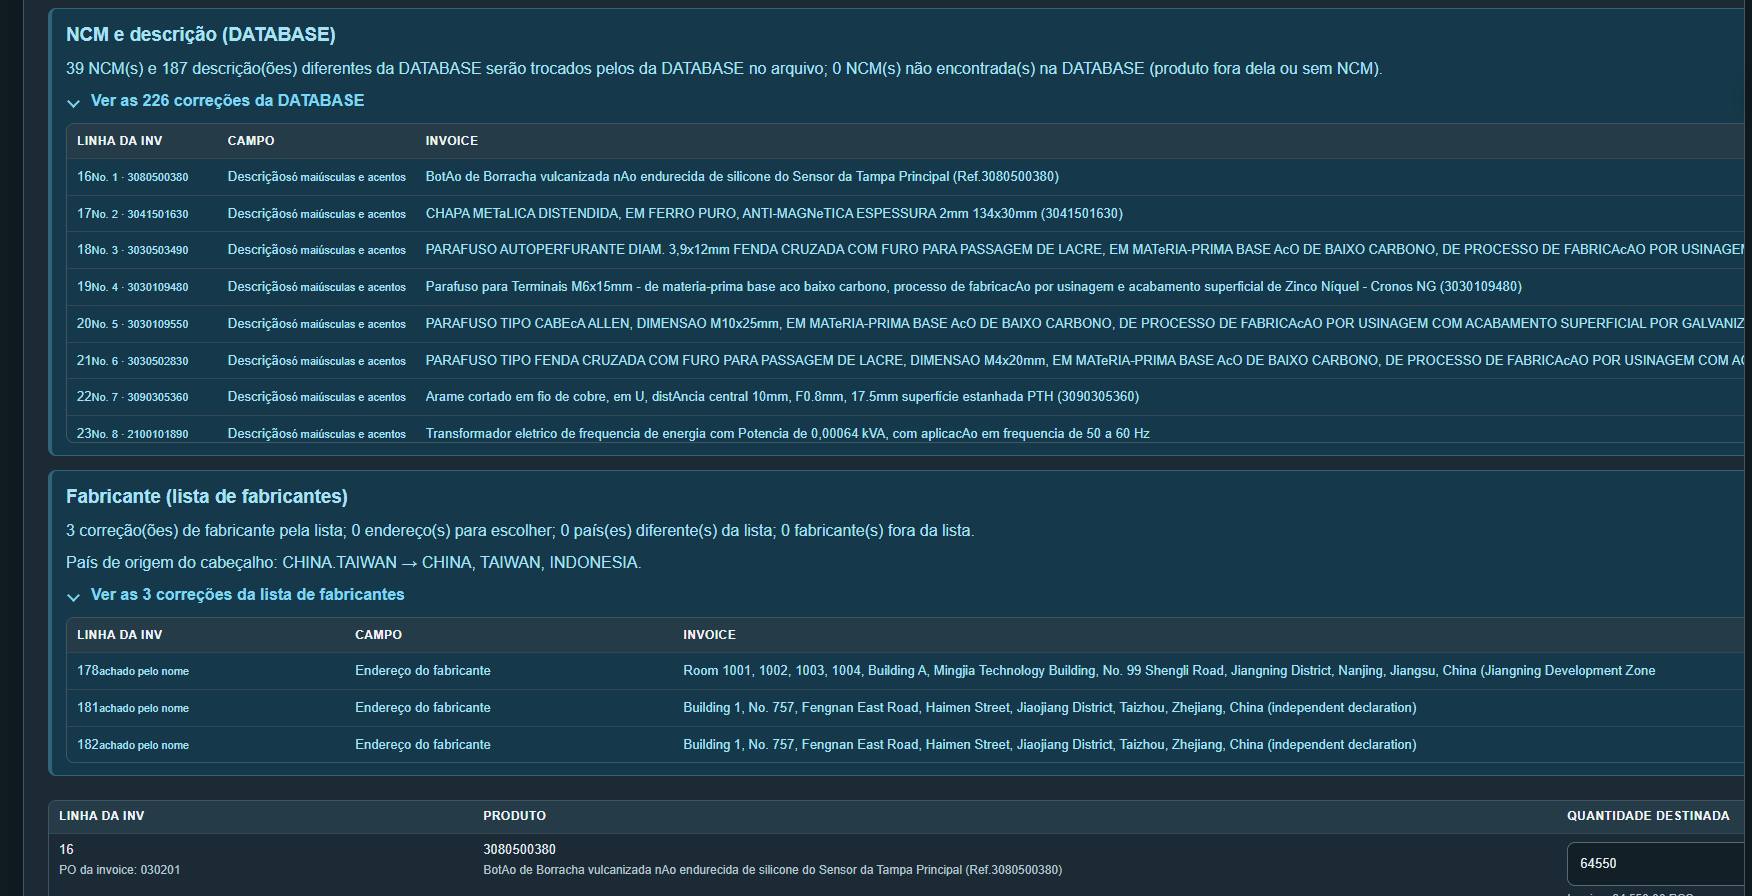 NCM e descrição (DATABASE)
39 NCM(s) e 187 descrição(ões) diferentes da DATABASE serão trocados pelos da DATABASE no arquivo; 0 NCM(s) não encontrada(s) na DATABASE (produto fora dela ou sem NCM).
Ver as 226 correções da DATABASE
LINHA DA INV CAMPO INVOICE
16No. 1 · 3080500380 Descriçãosó maiúsculas e acentos BotAo de Borracha vulcanizada nAo endurecida de silicone do Sensor da Tampa Principal (Ref.3080500380)
17No. 2 · 3041501630 Descriçãosó maiúsculas e acentos CHAPA METaLICA DISTENDIDA, EM FERRO PURO, ANTI-MAGNeTICA ESPESSURA 2mm 134x30mm (3041501630)
18No. 3 · 3030503490 Descriçãosó maiúsculas e acentos PARAFUSO AUTOPERFURANTE DIAM. 3,9x12mm FENDA CRUZADA COM FURO PARA PASSAGEM DE LACRE, EM MATeRIA-PRIMA BASE AcO DE BAIXO CARBONO, DE PROCESSO DE FABRICAcAO POR USINAGEM
19No. 4 · 3030109480 Descriçãosó maiúsculas e acentos Parafuso para Terminais M6x15mm - de materia-prima base aco baixo carbono, processo de fabricacAo por usinagem e acabamento superficial de Zinco Níquel - Cronos NG (3030109480)
20No. 5 · 3030109550 Descriçãosó maiúsculas e acentos PARAFUSO TIPO CABEcA ALLEN, DIMENSAO M10x25mm, EM MATeRIA-PRIMA BASE AcO DE BAIXO CARBONO, DE PROCESSO DE FABRICAcAO POR USINAGEM COM ACABAMENTO SUPERFICIAL POR GALVANIZ
21No. 6 · 3030502830 Descriçãosó maiúsculas e acentos PARAFUSO TIPO FENDA CRUZADA COM FURO PARA PASSAGEM DE LACRE, DIMENSAO M4x20mm, EM MATeRIA-PRIMA BASE AcO DE BAIXO CARBONO, DE PROCESSO DE FABRICAcAO POR USINAGEM COM AC
22No. 7 · 3090305360 Descriçãosó maiúsculas e acentos Arame cortado em fio de cobre, em U, distAncia central 10mm, F0.8mm, 17.5mm superfície estanhada PTH (3090305360)
23No. 8 · 2100101890 Descriçãosó maiúsculas e acentos Transformador eletrico de frequencia de energia com Potencia de 0,00064 kVA, com aplicacAo em frequencia de 50 a 60 Hz
Fabricante (lista de fabricantes)
3 correção(ões) de fabricante pela lista; 0 endereço(s) para escolher; 0 país(es) diferente(s) da lista; 0 fabricante(s) fora da lista.
País de origem do cabeçalho: CHINA.TAIWAN → CHINA, TAIWAN, INDONESIA.
Ver as 3 correções da lista de fabricantes
LINHA DA INV CAMPO INVOICE
178achado pelo nome Endereço do fabricante Room 1001, 1002, 1003, 1004, Building A, Mingjia Technology Building, No. 99 Shengli Road, Jiangning District, Nanjing, Jiangsu, China (Jiangning Development Zone
181achado pelo nome Endereço do fabricante Building 1, No. 757, Fengnan East Road, Haimen Street, Jiaojiang District, Taizhou, Zhejiang, China (independent declaration)
182achado pelo nome Endereço do fabricante Building 1, No. 757, Fengnan East Road, Haimen Street, Jiaojiang District, Taizhou, Zhejiang, China (independent declaration)
LINHA DA INV PRODUTO QUANTIDADE DESTINADA
16 3080500380
PO da invoice: 030201 BotAo de Borracha vulcanizada nAo endurecida de silicone do Sensor da Tampa Principal (Ref.3080500380)
64550